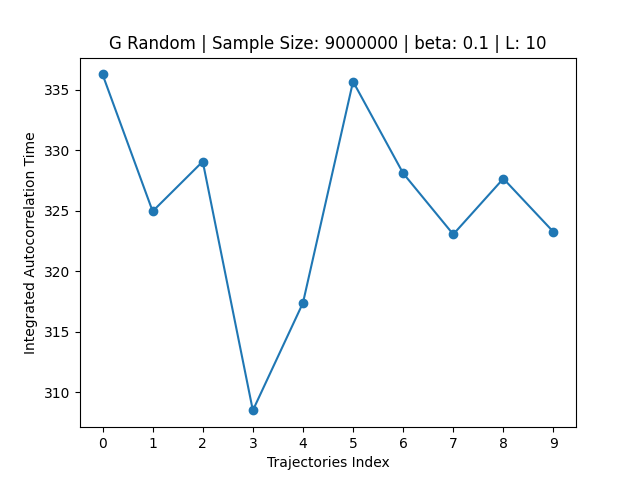 G Random | Sample Size: 9000000 | beta: 0.1 | L: 10
Integrated Autocorrelation Time
335
330
325
320
315
310
0 1 2 3 4 5 6 7 8 9
Trajectories Index